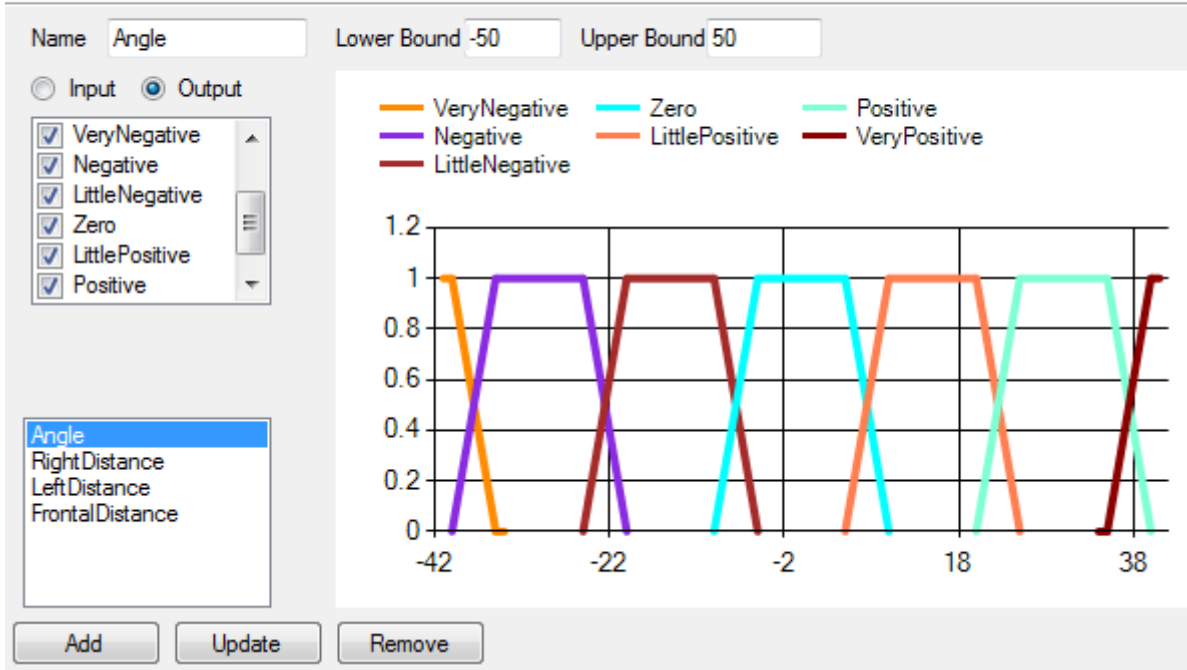 Name Angle Lower Bound -50 Upper Bound 50
Input Output
VeryNegative
Negative
LittleNegative
Zero
LittlePositive
Positive
VeryNegative Zero Positive
Negative LittlePositive VeryPositive
LittleNegative
1.2
1
0.8
0.6
0.4
0.2
0
-42 -22 -2 18 38
Angle
RightDistance
LeftDistance
FrontalDistance
Add Update Remove